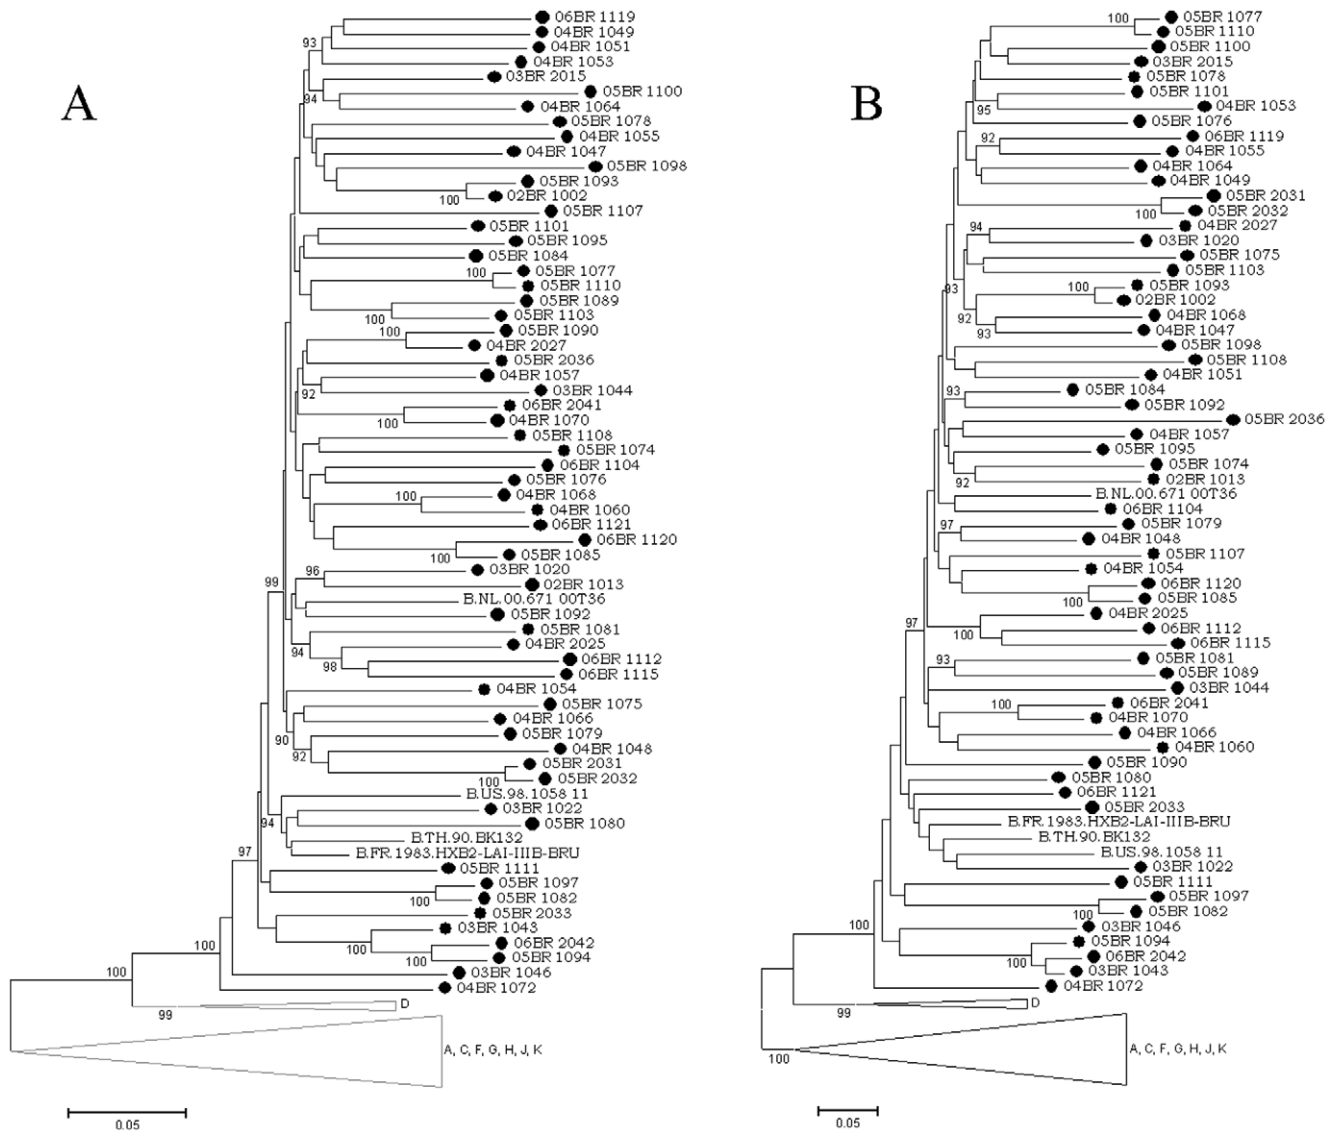 A
06BR 1119
04BR 1049
93
04BR 1051
04BR 1053
03BR 2015
05BR 1100
94
04BR 1064
05BR 1078
04BR 1055
04BR 1047
05BR 1098
05BR 1093
100
02BR 1002
05BR 1107
05BR 1101
05BR 1095
05BR 1084
100
05BR 1077
05BR 1110
05BR 1089
100
05BR 1103
100
05BR 1090
04BR 2027
05BR 2036
04BR 1057
92
03BR 1044
06BR 2041
100
04BR 1070
05BR 1108
05BR 1074
06BR 1104
05BR 1076
100
04BR 1068
04BR 1060
06BR 1121
06BR 1120
100
05BR 1085
96
03BR 1020
99
02BR 1013
B.NL.00.671 00T36
05BR 1092
05BR 1081
94
04BR 2025
98
06BR 1112
06BR 1115
04BR 1054
05BR 1075
04BR 1066
90
05BR 1079
92
04BR 1048
05BR 2031
100
05BR 2032
B.US.98.1058 11
03BR 1022
94
05BR 1080
B.TH.90.BK132
97
B.FR.1983.HXB2-LAI-IIIB-BRU
05BR 1111
05BR 1097
100
05BR 1082
05BR 2033
03BR 1043
100
100
06BR 2042
100
05BR 1094
100
03BR 1046
04BR 1072
99
D
A, C, F, G, H, J, K
0.05
B
100
05BR 1077
05BR 1110
05BR 1100
03BR 2015
05BR 1078
05BR 1101
95
04BR 1053
05BR 1076
92
06BR 1119
04BR 1055
04BR 1064
04BR 1049
05BR 2031
100
05BR 2032
94
04BR 2027
03BR 1020
05BR 1075
05BR 1103
93
100
05BR 1093
02BR 1002
92
04BR 1068
93
04BR 1047
05BR 1098
05BR 1108
04BR 1051
93
05BR 1084
05BR 1092
05BR 2036
04BR 1057
05BR 1095
05BR 1074
92
02BR 1013
B.NL.00.671 00T36
06BR 1104
97
05BR 1079
04BR 1048
05BR 1107
04BR 1054
06BR 1120
100
05BR 1085
04BR 2025
97
100
06BR 1112
06BR 1115
93
05BR 1081
05BR 1089
03BR 1044
100
06BR 2041
04BR 1070
04BR 1066
04BR 1060
05BR 1090
05BR 1080
06BR 1121
05BR 2033
B.FR.1983.HXB2-LAI-IIIB-BRU
B.TH.90.BK132
B.US.98.1058 11
03BR 1022
05BR 1111
05BR 1097
100
05BR 1082
100
03BR 1046
05BR 1094
100
06BR 2042
03BR 1043
04BR 1072
99
D
A, C, F, G, H, J, K
100
0.05